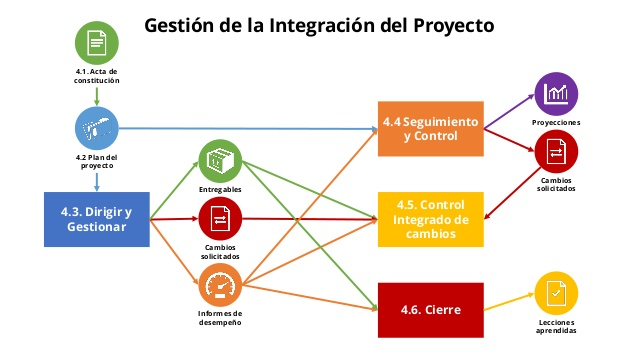 Gestión de la Integración del Proyecto
4.1. Acta de
constitución
4.2 Plan del
proyecto
4.3. Dirigir y
Gestionar
Entregables
Cambios
solicitados
Informes de
desempeño
4.4 Seguimiento
y Control
4.5. Control
Integrado de
cambios
4.6. Cierre
Proyecciones
Cambios
solicitados
Lecciones
aprendidas